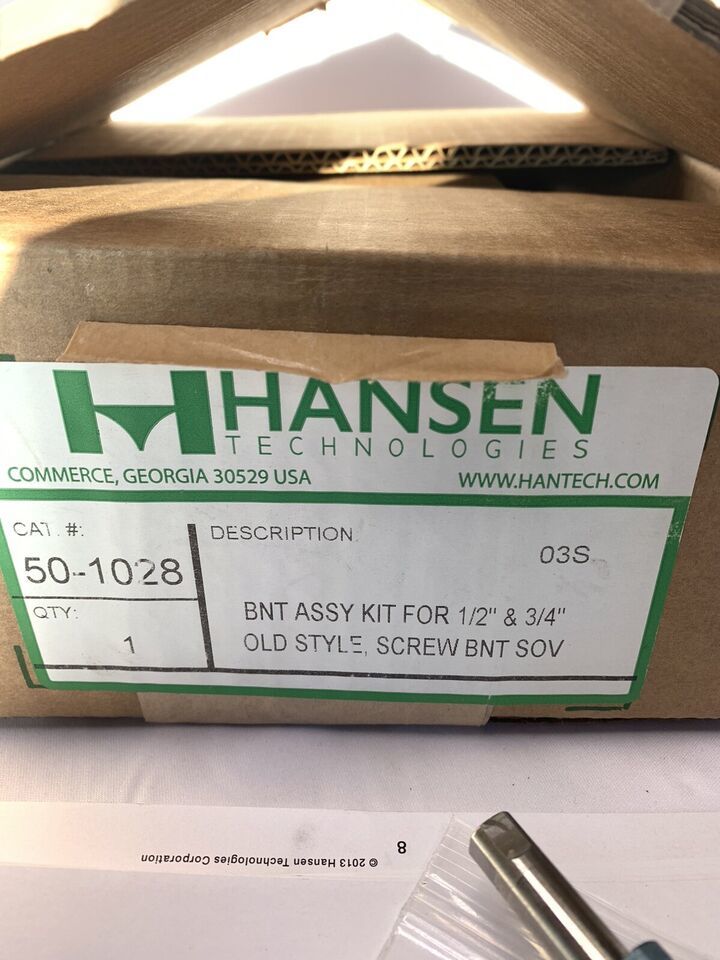 HANSEN
TECHNOLOGIES
COMMERCE, GEORGIA 30529 USA
WWW.HANTECH.COM
CAT. #:
50-1028
DESCRIPTION
03S
QTY:
1
BNT ASSY KIT FOR 1/2" & 3/4"
OLD STYLE, SCREW BNT SOV
8
© 2013 Hansen Technologies Corporation